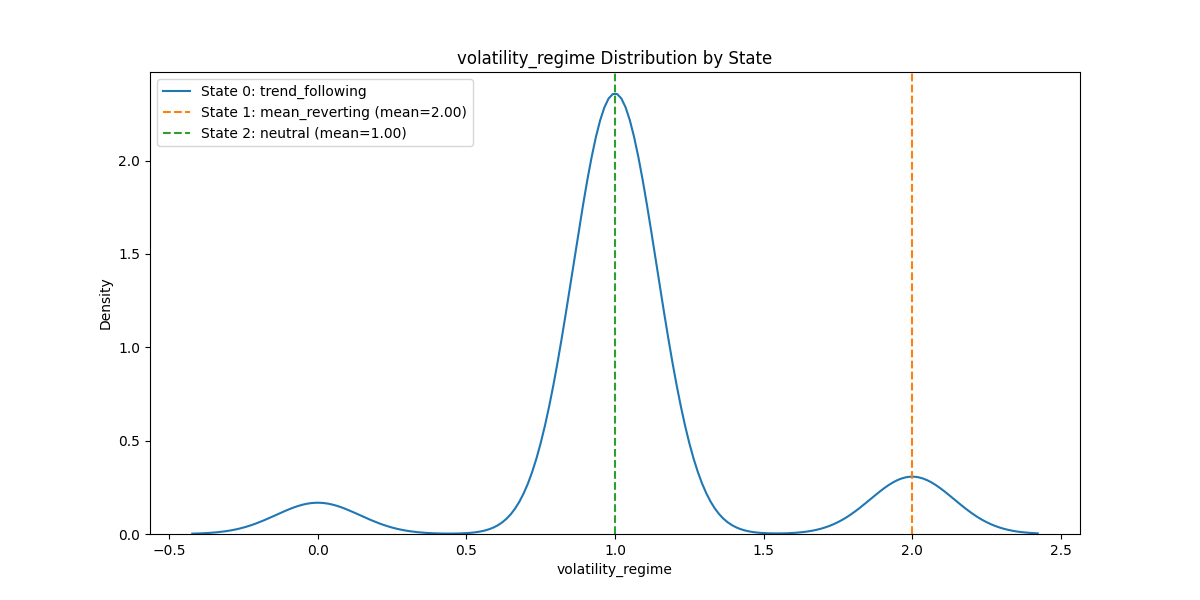 volatility_regime Distribution by State
State 0: trend_following
State 1: mean_reverting (mean=2.00)
State 2: neutral (mean=1.00)
Density
2.0
1.5
1.0
0.5
0.0
−0.5 0.0 0.5 1.0 1.5 2.0 2.5
volatility_regime